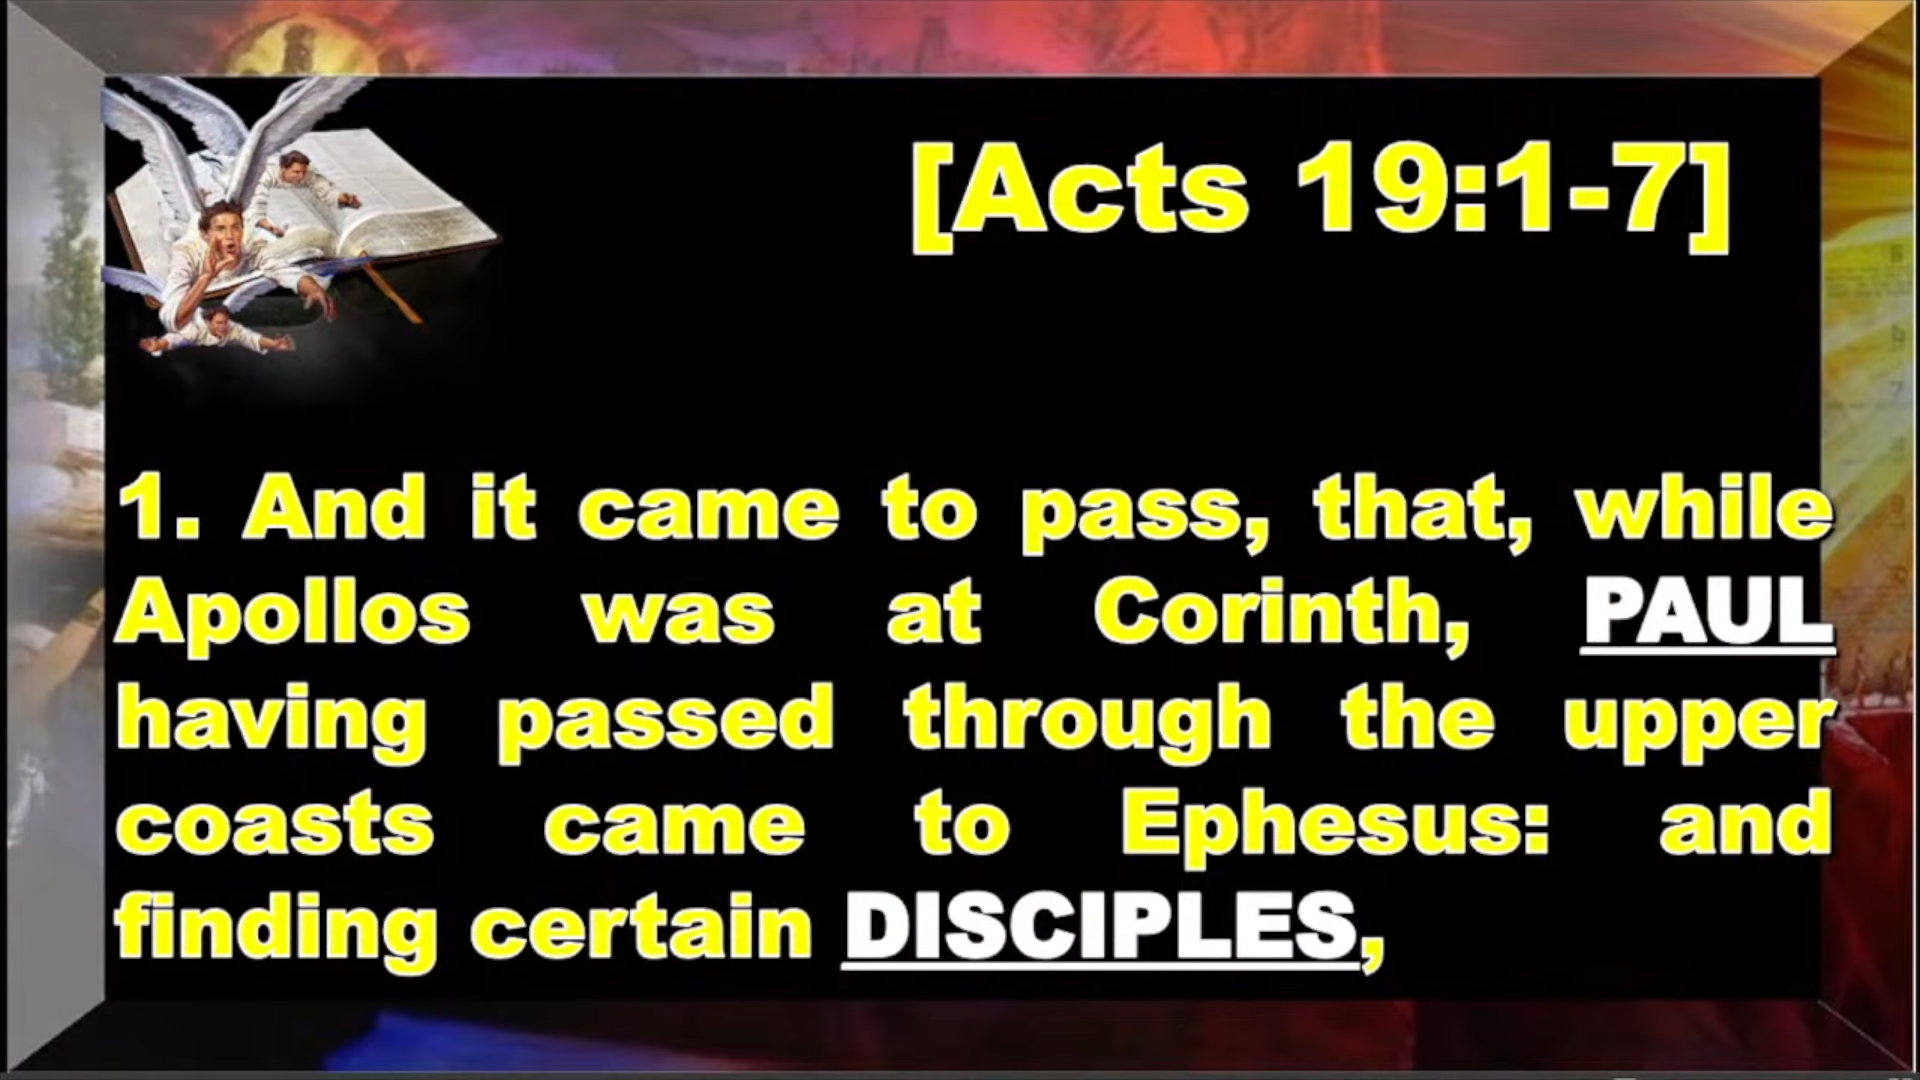 [Acts 19:1-7]
1. And it came to pass, that, while
Apollos was at Corinth, PAUL
having passed through the upper
coasts came to Ephesus: and
finding certain DISCIPLES,